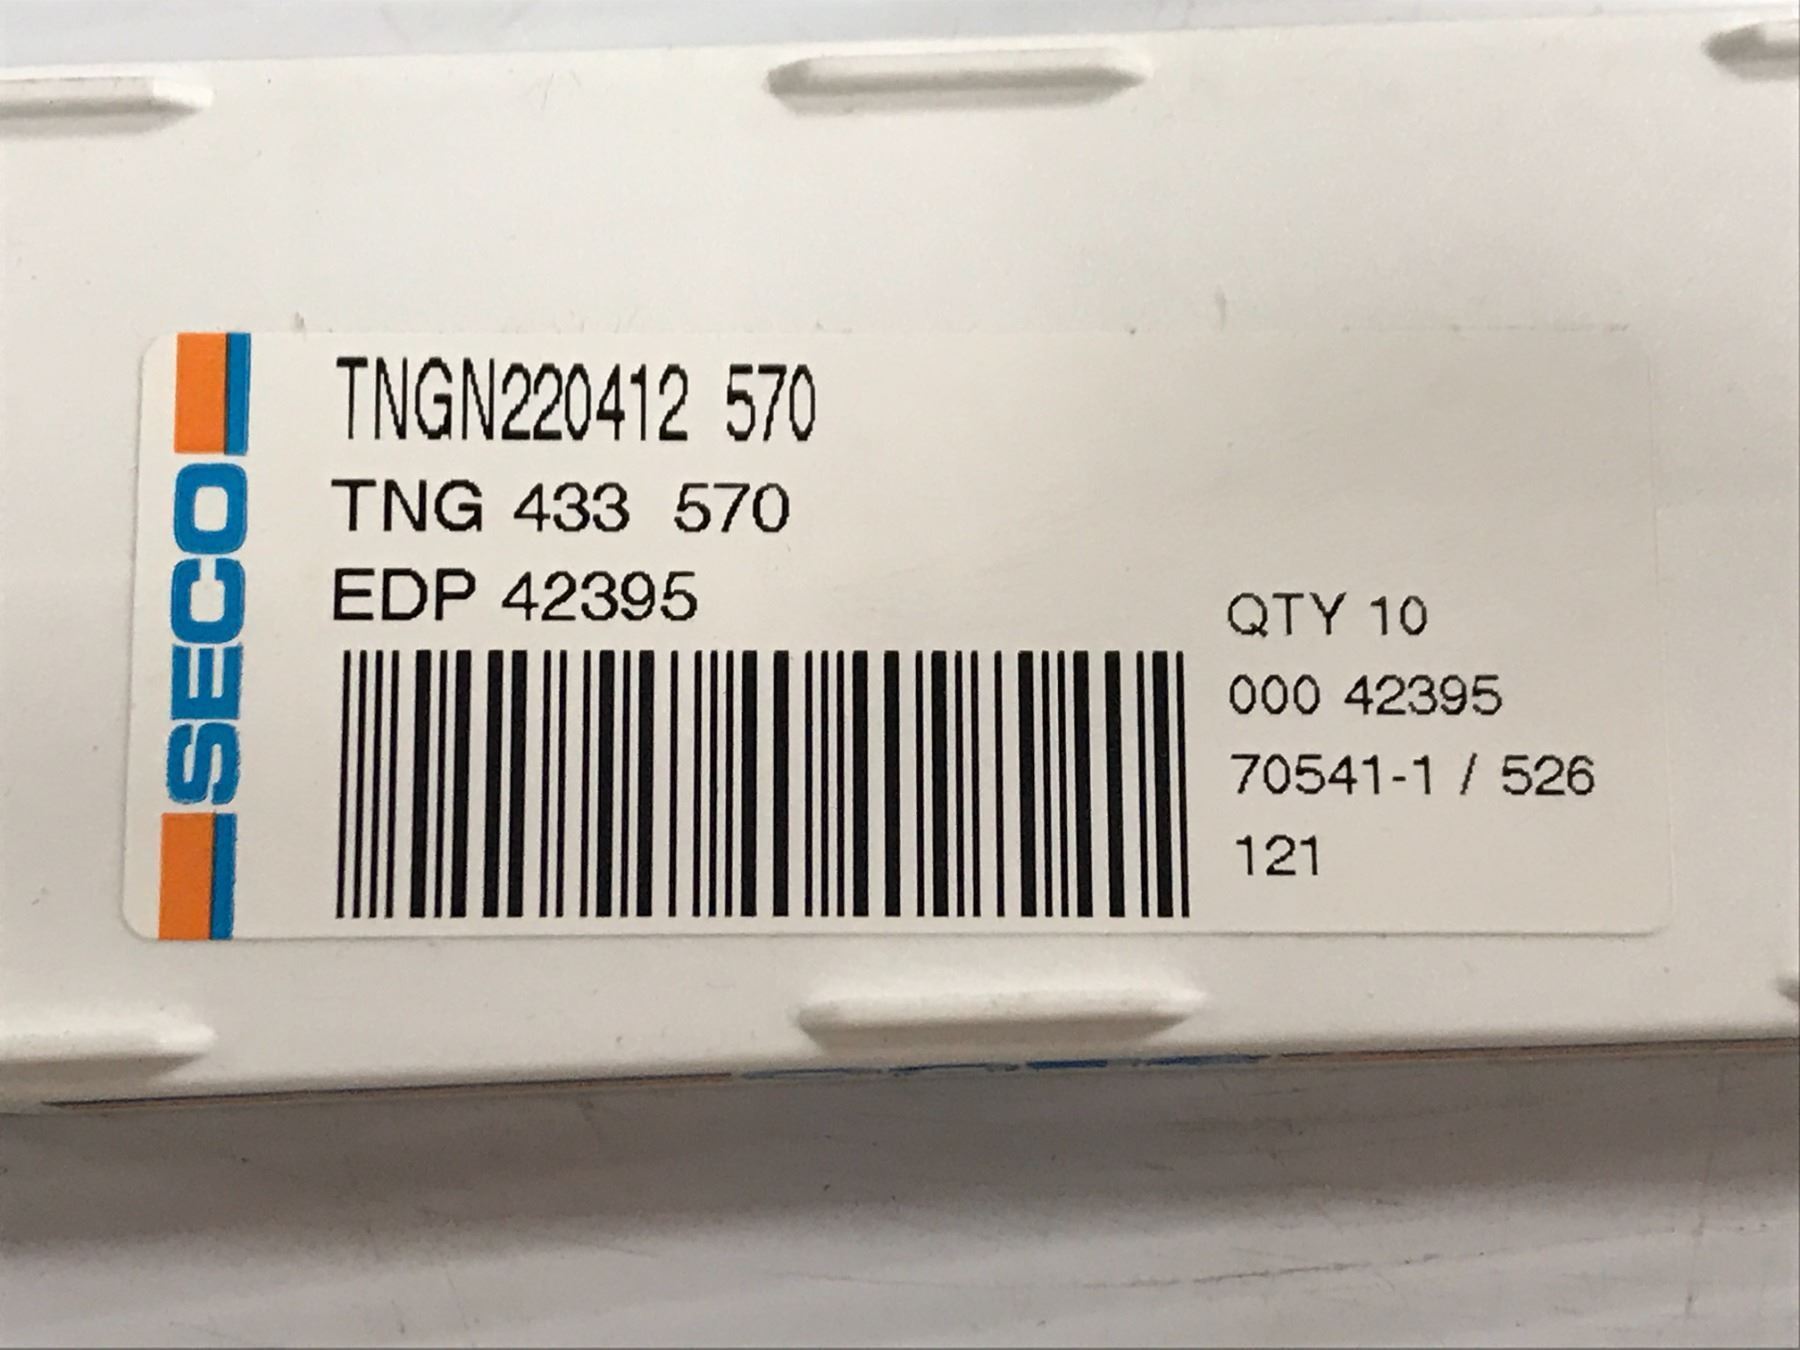 SECO
TNGN220412 570
TNG 433 570
EDP 42395
QTY 10
000 42395
70541-1 / 526
121